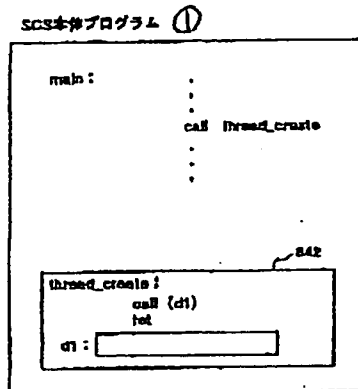 SCS本体プログラム ①
main :
call thread_create
842
thread_create :
call (d1)
ret
d1 :